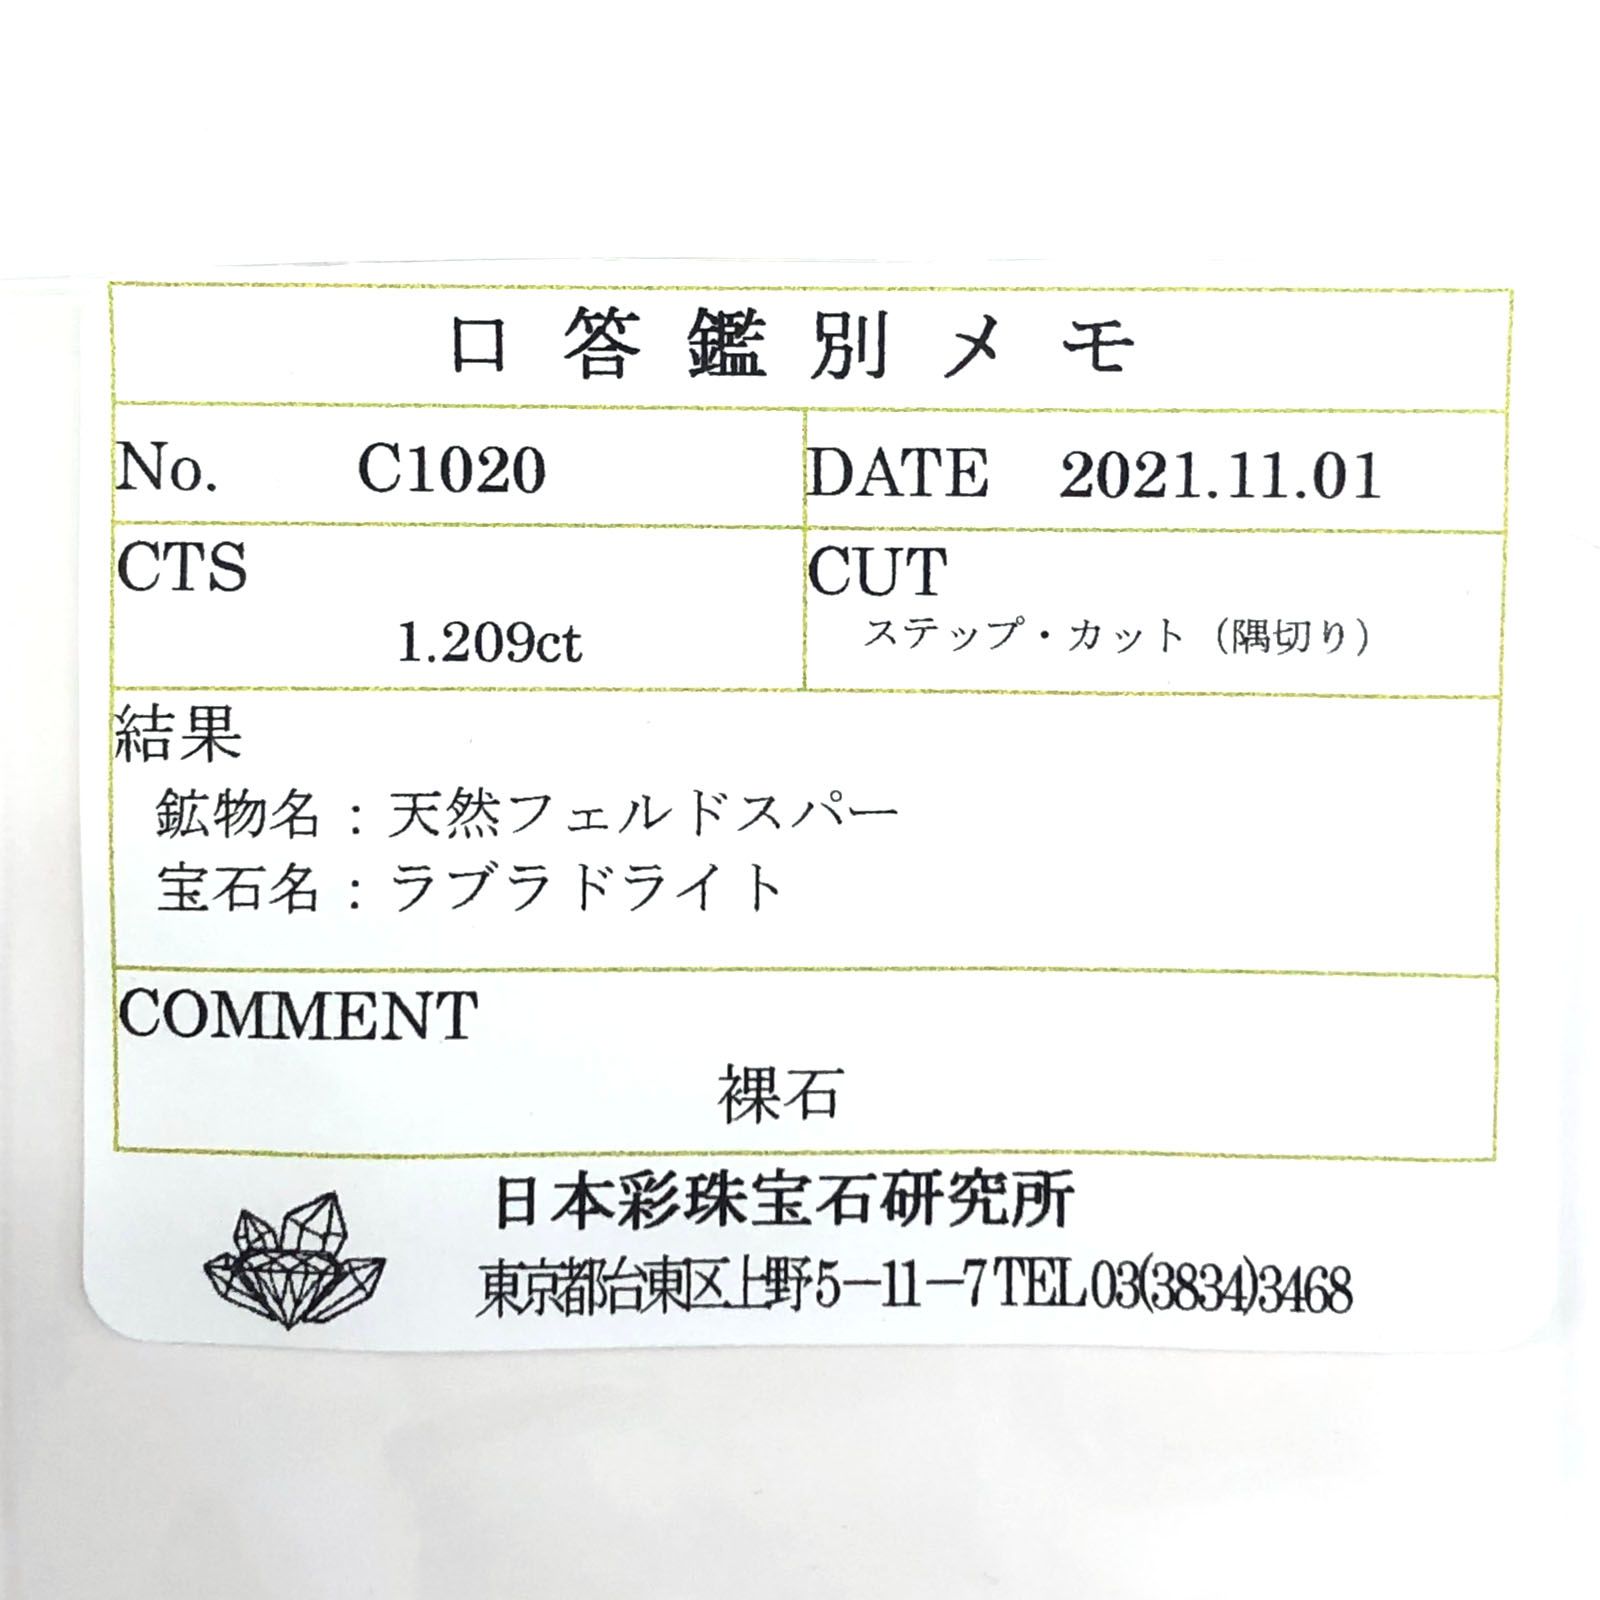 口答鑑別メモ
No. C1020 DATE 2021.11.01
CTS CUT
1.209ct ステップ・カット（隅切り）
結果
鉱物名：天然フェルドスパー
宝石名：ラブラドライト
COMMENT
裸石
日本彩珠宝石研究所
東京都台東区上野5－11－7 TEL 03(3834)3468